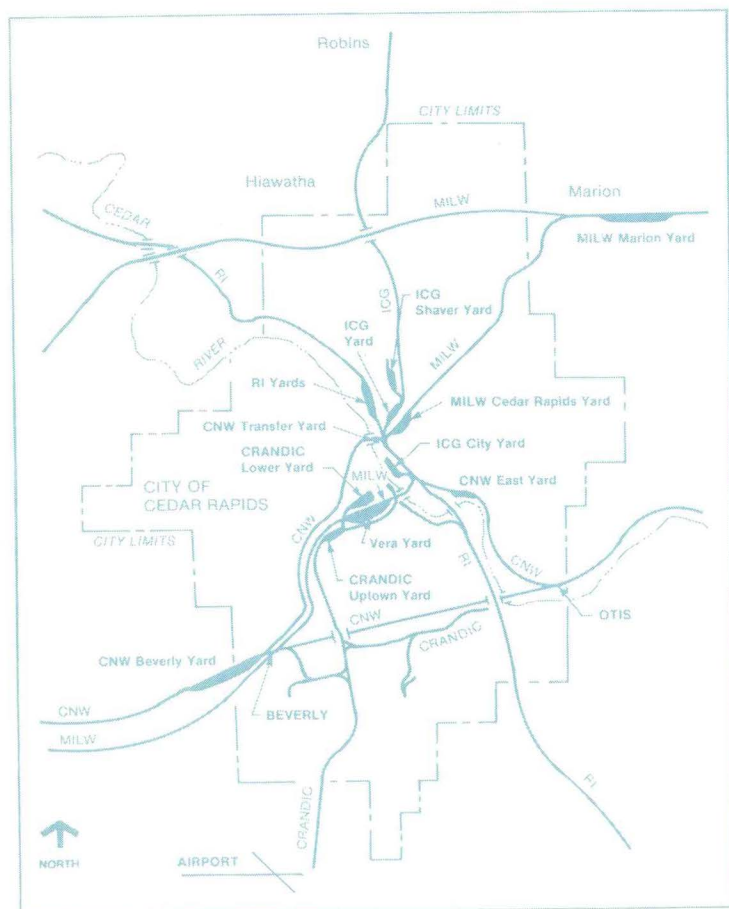 Robins
CITY LIMITS
Hiawatha
Marion
CEDAR
MILW
MILW Marion Yard
RI
ICG
ICG
Shaver Yard
ICG
Yard
MILW
RIVER
RI Yards
MILW Cedar Rapids Yard
CNW Transfer Yard
ICG City Yard
CRANDIC
Lower Yard
MILW
CNW East Yard
CITY OF
CEDAR RAPIDS
CNW
CITY LIMITS
Vera Yard
RI
CNW
CRANDIC
Uptown Yard
CNW
OTIS
CRANDIC
CNW Beverly Yard
BEVERLY
CNW
MILW
RI
CRANDIC
NORTH
AIRPORT